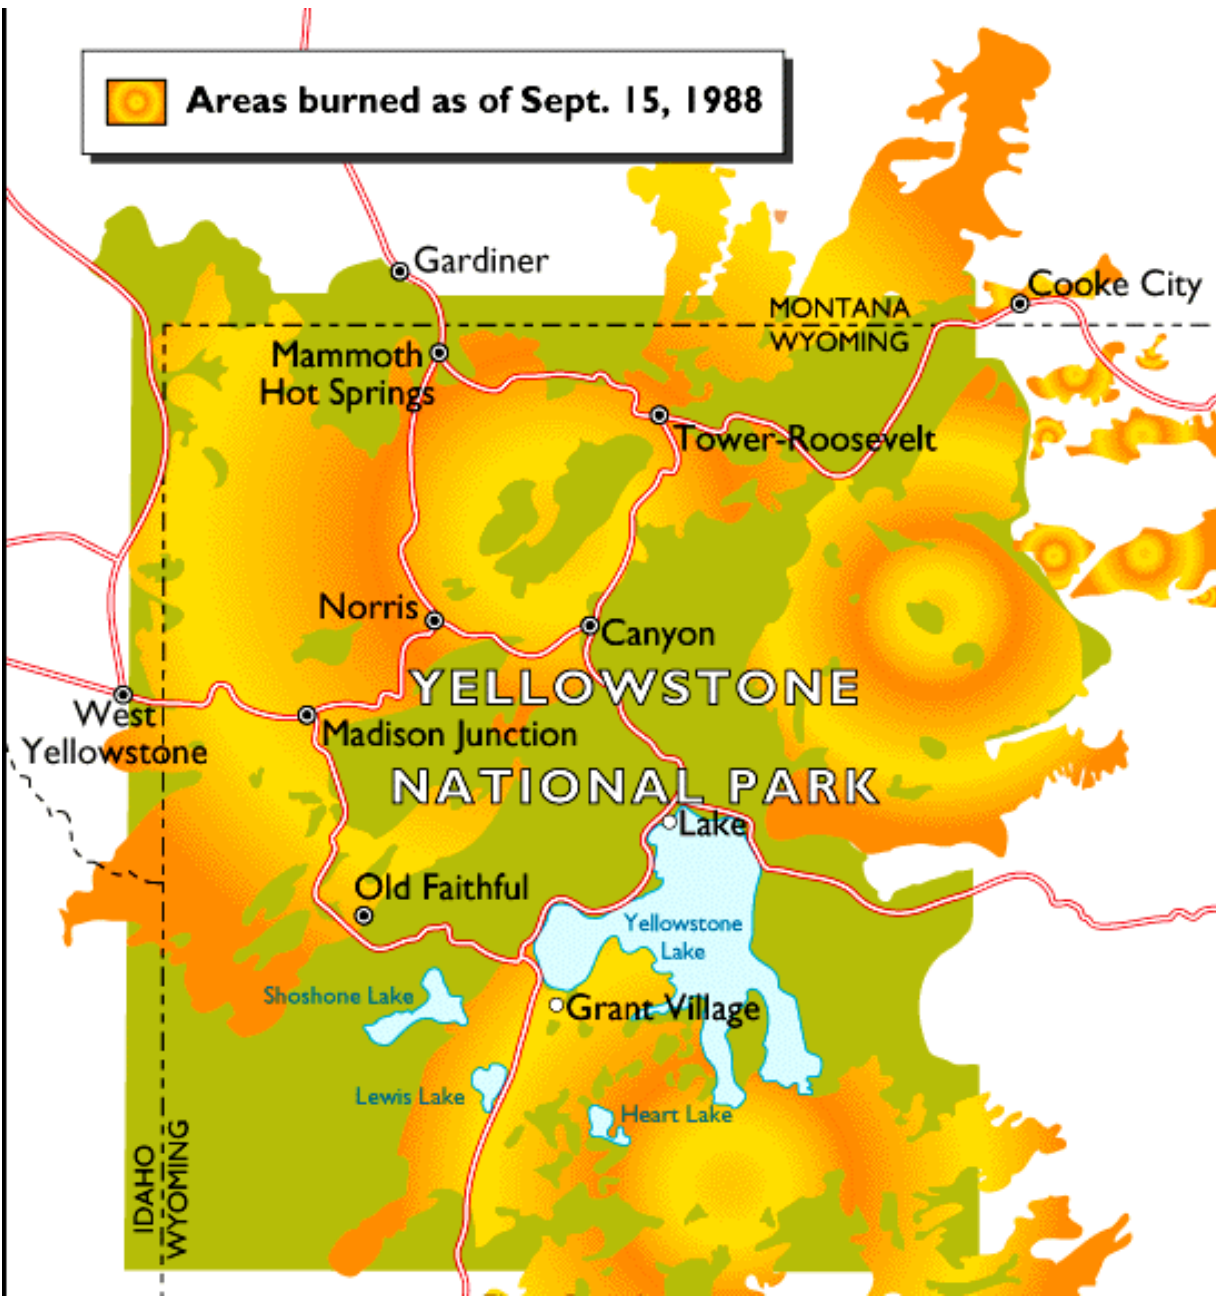 Areas burned as of Sept. 15, 1988
Gardiner
Cooke City
MONTANA
WYOMING
Mammoth
Hot Springs
Tower-Roosevelt
Norris
Canyon
YELLOWSTONE
West
Yellowstone
Madison Junction
NATIONAL PARK
Lake
Old Faithful
Yellowstone
Lake
Shoshone Lake
Grant Village
Lewis Lake
Heart Lake
IDAHO
WYOMING